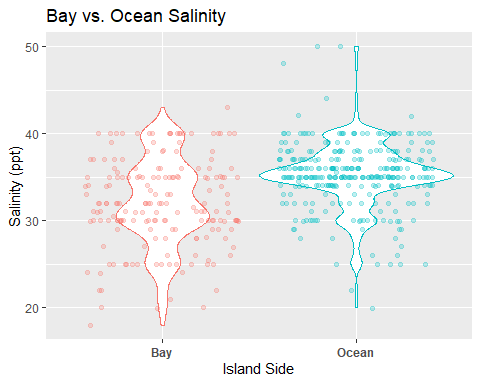 Bay vs. Ocean Salinity
50
40
30
20
Salinity (ppt)
Bay
Ocean
Island Side